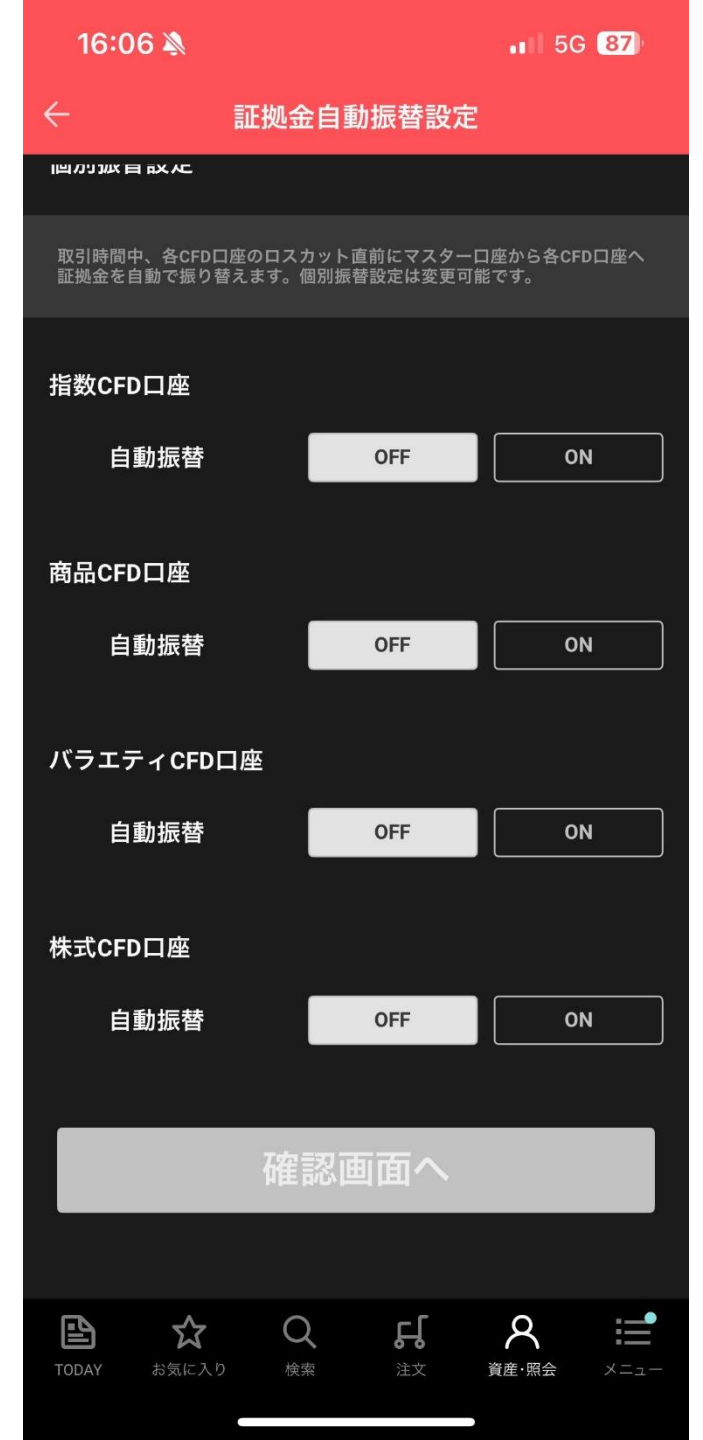 16:06
5G 87
証拠金自動振替設定
個別振替設定
取引時間中、各CFD口座のロスカット直前にマスター口座から各CFD口座へ
証拠金を自動で振り替えます。個別振替設定は変更可能です。
指数CFD口座
自動振替 OFF ON
商品CFD口座
自動振替 OFF ON
バラエティCFD口座
自動振替 OFF ON
株式CFD口座
自動振替 OFF ON
確認画面へ
TODAY お気に入り 検索 注文 資産・照会 メニュー